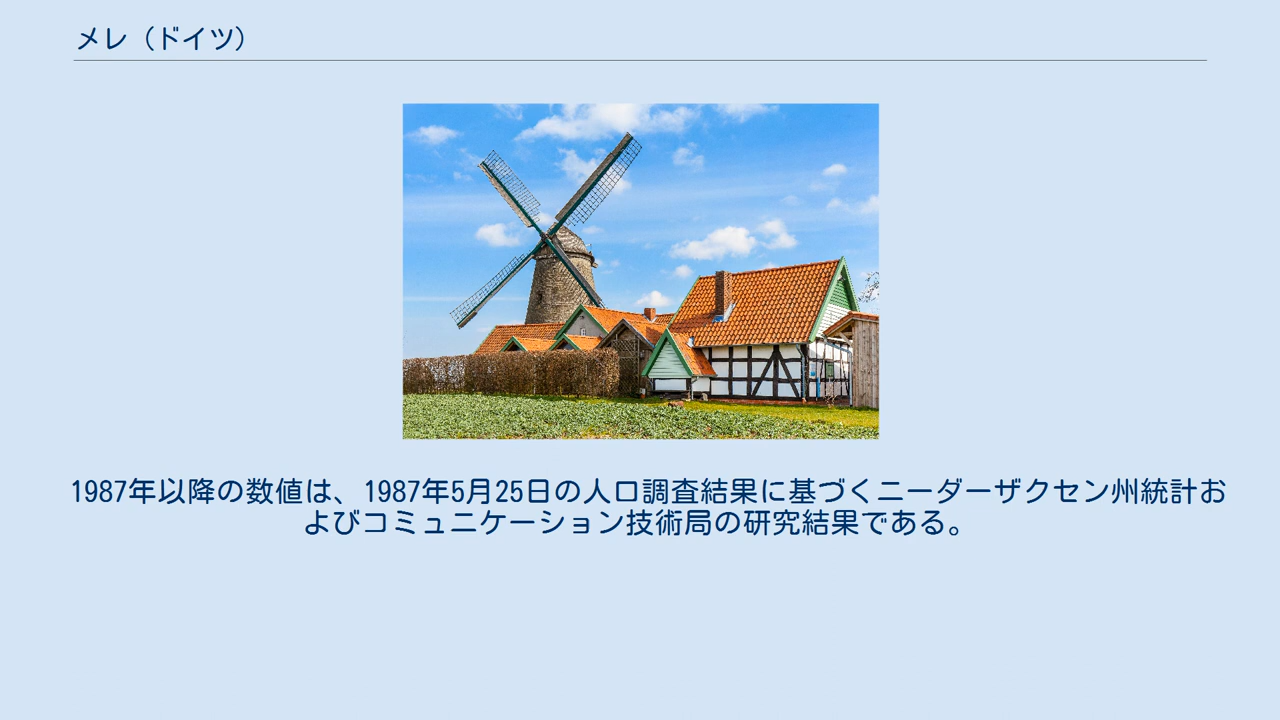 メレ（ドイツ）
1987年以降の数値は、1987年5月25日の人口調査結果に基づくニーダーザクセン州統計お
よびコミュニケーション技術局の研究結果である。